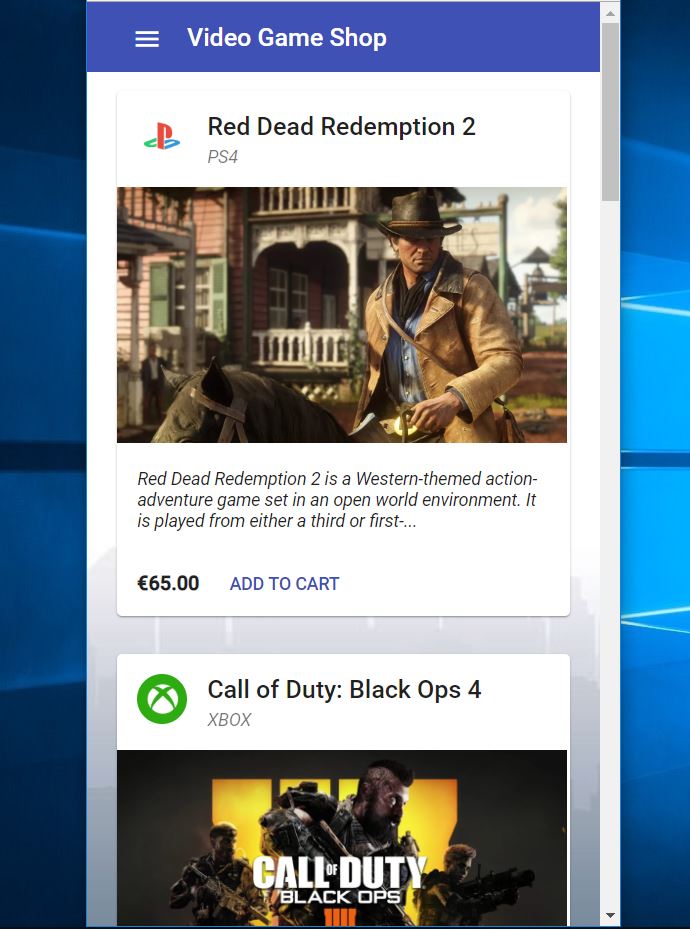 Video Game Shop
Red Dead Redemption 2
PS4
Red Dead Redemption 2 is a Western-themed action-
adventure game set in an open world environment. It
is played from either a third or first-...
€65.00 ADD TO CART
Call of Duty: Black Ops 4
XBOX
CALL OF DUTY
BLACK OPS
IIII